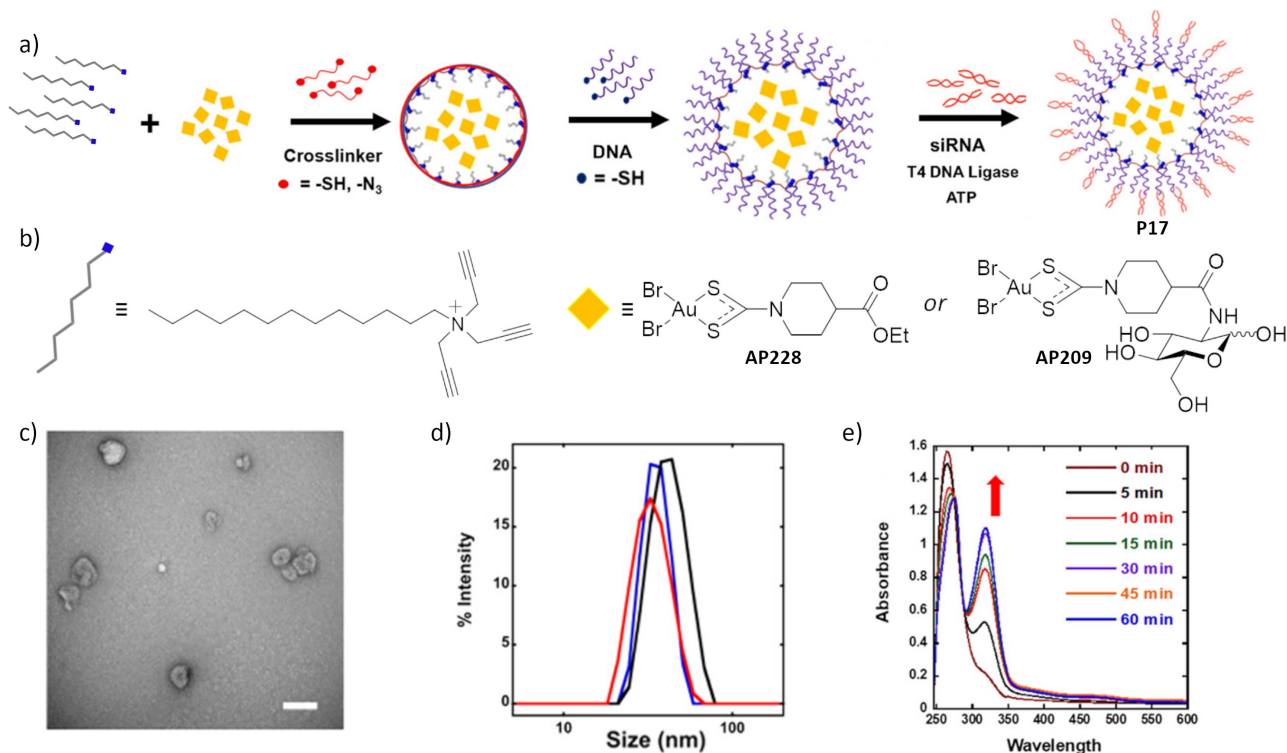 a)
+
Crosslinker
= -SH, -N3
DNA
= -SH
siRNA
T4 DNA Ligase
ATP
P17
b)
≡
N
+
≡
Br
Br
Au
S
S
N
O
OEt
AP228
or
Br
Br
Au
S
S
N
O
NH
HO
HO
O
OH
OH
AP209
c)
d)
% Intensity
20
15
10
5
0
10
100
Size (nm)
e)
Absorbance
1.6
1.4
1.2
1
0.8
0.6
0.4
0.2
0
250 300 350 400 450 500 550 600
Wavelength
0 min
5 min
10 min
15 min
30 min
45 min
60 min